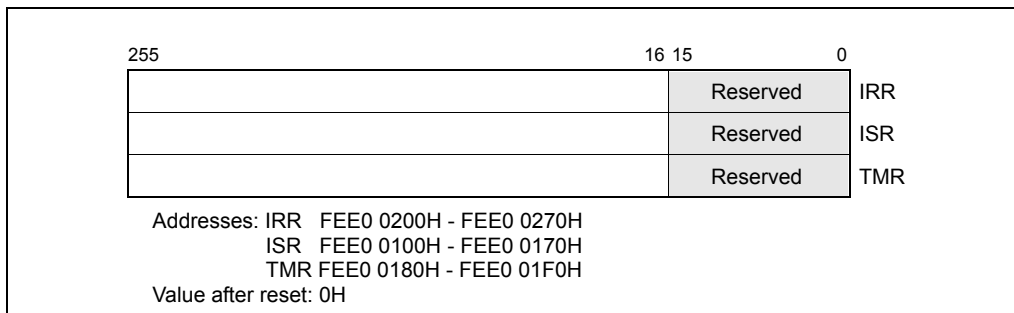 255 16 15 0
Reserved IRR
Reserved ISR
Reserved TMR
Addresses: IRR FEE0 0200H - FEE0 0270H
ISR FEE0 0100H - FEE0 0170H
TMR FEE0 0180H - FEE0 01F0H
Value after reset: 0H